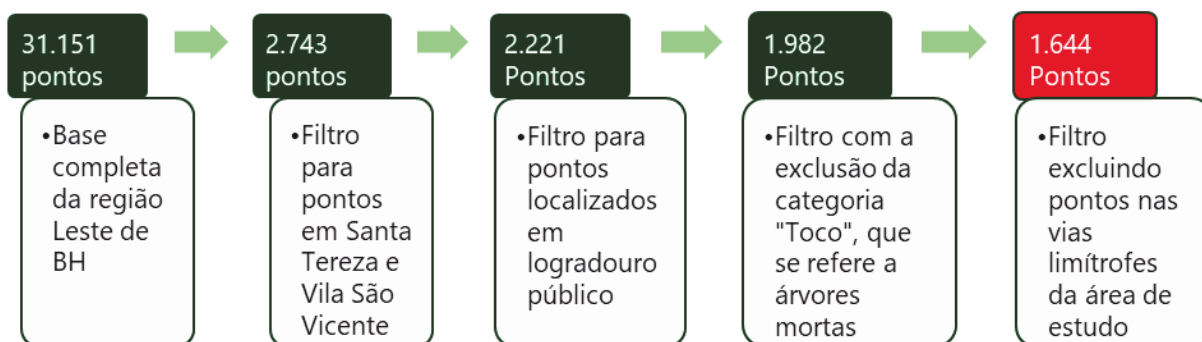 31.151
pontos
•Base
completa
da região
Leste de
BH
2.743
pontos
•Filtro
para
pontos
em Santa
Tereza e
Vila São
Vicente
2.221
Pontos
•Filtro para
pontos
localizados
em
logradouro
público
1.982
Pontos
•Filtro com a
exclusão da
categoria
"Toco", que
se refere a
árvores
mortas
1.644
Pontos
•Filtro
excluindo
pontos nas
vias
limítrofes
da área de
estudo